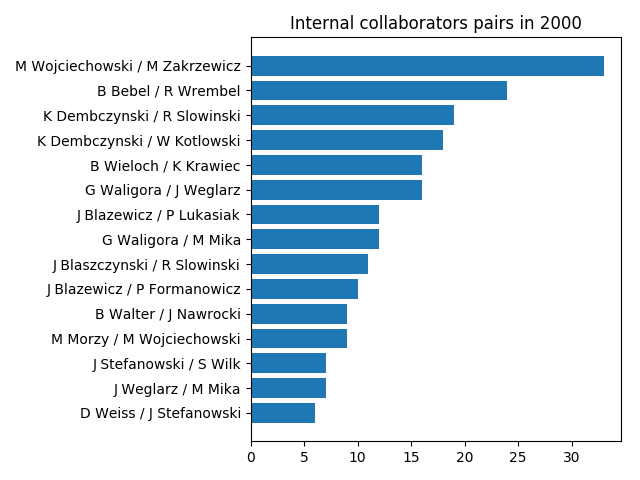 Internal collaborators pairs in 2000
M Wojciechowski / M Zakrzewicz
B Bebel / R Wrembel
K Dembczynski / R Slowinski
K Dembczynski / W Kotlowski
B Wieloch / K Krawiec
G Waligora / J Weglarz
J Blazewicz / P Lukasiak
G Waligora / M Mika
J Blaszczynski / R Slowinski
J Blazewicz / P Formanowicz
B Walter / J Nawrocki
M Morzy / M Wojciechowski
J Stefanowski / S Wilk
J Weglarz / M Mika
D Weiss / J Stefanowski
0 5 10 15 20 25 30